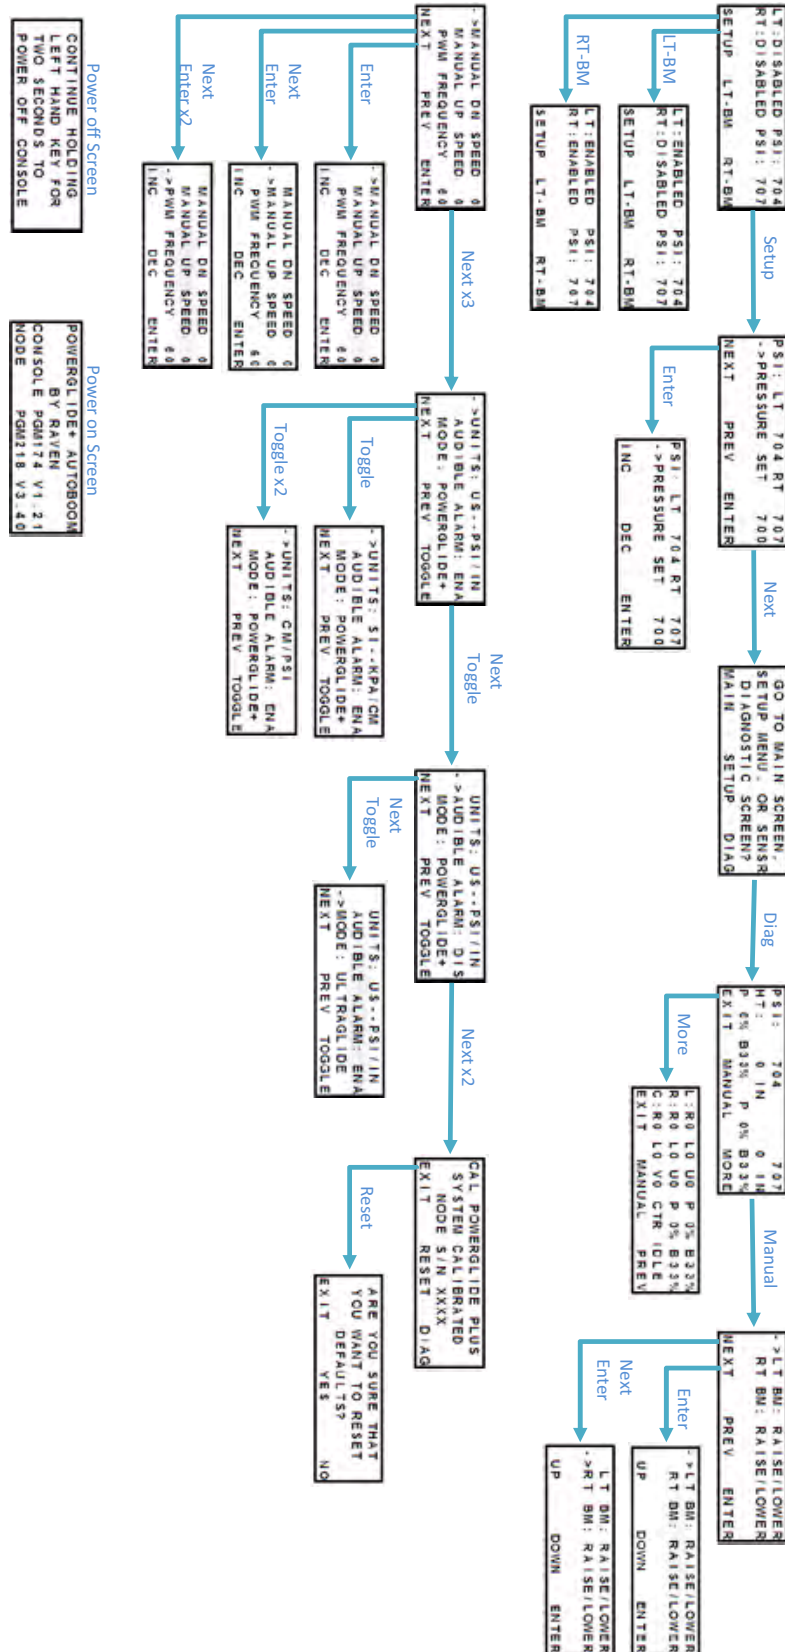 LT:DISABLED PSI: 704
RT:DISABLED PSI: 707
SETUP LT-BM RT-BM
Setup
PSI: LT 704 RT 707
->PRESSURE SET 700
NEXT PREV ENTER
Next
GO TO MAIN SCREEN,
SETUP MENU, OR SENSR
DIAGNOSTIC SCREEN?
MAIN SETUP DIAG
Diag
PSI: 704 707
HT: 0 IN 0 IN
P 0% B33% P 0% B33%
EXIT MANUAL MORE
Manual
->LT BM: RAISE/LOWER
RT BM: RAISE/LOWER
NEXT PREV ENTER
LT-BM
LT:ENABLED PSI: 704
RT:DISABLED PSI: 707
SETUP LT-BM RT-BM
RT-BM
LT:ENABLED PSI: 704
RT:ENABLED PSI: 707
SETUP LT-BM RT-BM
Enter
PSI: LT 704 RT 707
->PRESSURE SET 700
INC DEC ENTER
More
L:R0 L0 U0 P 0% B33%
R:R0 L0 U0 P 0% B33%
C:R0 L0 V0 CTR IDLE
EXIT MANUAL PREV
Enter
->LT BM: RAISE/LOWER
RT BM: RAISE/LOWER
UP DOWN ENTER
Next
Enter
LT BM: RAISE/LOWER
->RT BM: RAISE/LOWER
UP DOWN ENTER
->MANUAL DN SPEED 0
MANUAL UP SPEED 0
PWM FREQUENCY 60
NEXT PREV ENTER
Next x3
->UNITS: US--PSI/IN
AUDIBLE ALARM: ENA
MODE: POWERGLIDE+
NEXT PREV TOGGLE
Next
Toggle
UNITS: US--PSI/IN
->AUDIBLE ALARM: DIS
MODE: POWERGLIDE+
NEXT PREV TOGGLE
Next x2
CAL POWERGLIDE PLUS
SYSTEM CALIBRATED
NODE S/N XXXX
EXIT RESET DIAG
Enter
->MANUAL DN SPEED 0
MANUAL UP SPEED 0
PWM FREQUENCY 60
INC DEC ENTER
Next
Enter
MANUAL DN SPEED 0
->MANUAL UP SPEED 0
PWM FREQUENCY 60
INC DEC ENTER
Next
Enter x2
MANUAL DN SPEED 0
MANUAL UP SPEED 0
->PWM FREQUENCY 60
INC DEC ENTER
Toggle
->UNITS: SI--KPA/CM
AUDIBLE ALARM: ENA
MODE: POWERGLIDE+
NEXT PREV TOGGLE
Toggle x2
->UNITS: CM/PSI
AUDIBLE ALARM: ENA
MODE: POWERGLIDE+
NEXT PREV TOGGLE
Next
Toggle
UNITS: US--PSI/IN
AUDIBLE ALARM: ENA
->MODE: ULTRAGLIDE
NEXT PREV TOGGLE
Reset
ARE YOU SURE THAT
YOU WANT TO RESET
DEFAULTS?
EXIT YES NO
Power off Screen
CONTINUE HOLDING
LEFT HAND KEY FOR
TWO SECONDS TO
POWER OFF CONSOLE
Power on Screen
POWERGLIDE+ AUTOBOOM
BY RAVEN
CONSOLE PGM174 V1.21
NODE PGM218 V3.40